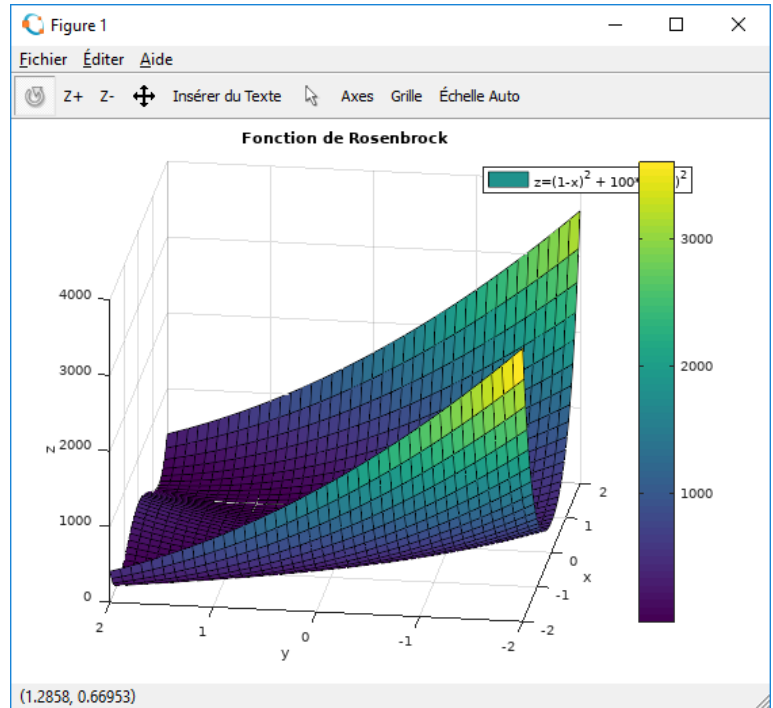 Figure 1
Fichier Éditer Aide
Z+ Z- Insérer du Texte Axes Grille Échelle Auto
Fonction de Rosenbrock
z=(1-x)² + 100* )²
4000
3000
2000
1000
0
z
2
1
0
-1
-2
y
2
1
0
-1
-2
x
3000
2000
1000
(1.2858, 0.66953)